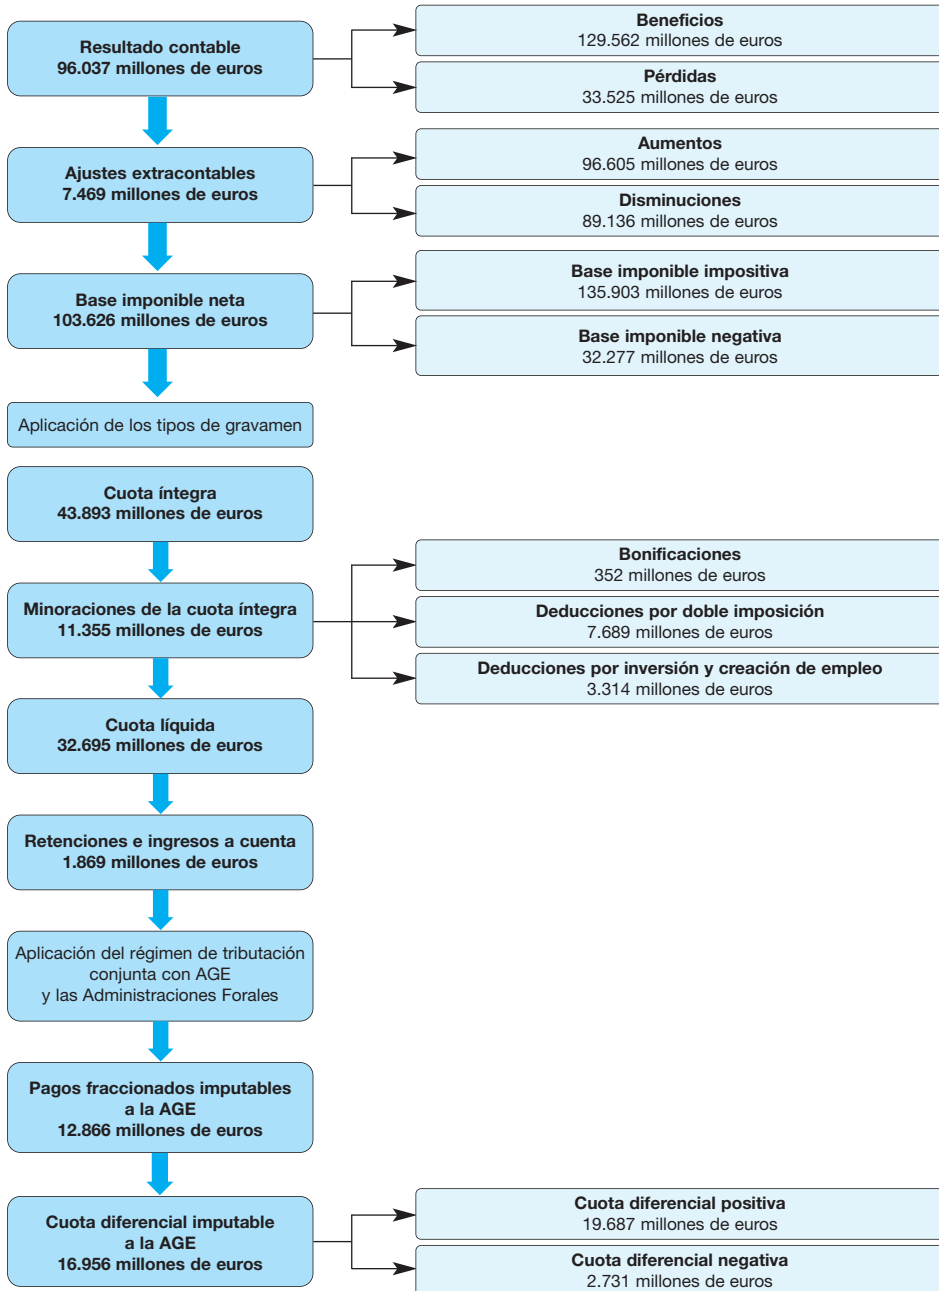 Resultado contable
96.037 millones de euros
Beneficios
129.562 millones de euros
Pérdidas
33.525 millones de euros
Ajustes extracontables
7.469 millones de euros
Aumentos
96.605 millones de euros
Disminuciones
89.136 millones de euros
Base imponible neta
103.626 millones de euros
Base imponible impositiva
135.903 millones de euros
Base imponible negativa
32.277 millones de euros
Aplicación de los tipos de gravamen
Cuota íntegra
43.893 millones de euros
Minoraciones de la cuota íntegra
11.355 millones de euros
Bonificaciones
352 millones de euros
Deducciones por doble imposición
7.689 millones de euros
Deducciones por inversión y creación de empleo
3.314 millones de euros
Cuota líquida
32.695 millones de euros
Retenciones e ingresos a cuenta
1.869 millones de euros
Aplicación del régimen de tributación
conjunta con AGE
y las Administraciones Forales
Pagos fraccionados imputables
a la AGE
12.866 millones de euros
Cuota diferencial imputable
a la AGE
16.956 millones de euros
Cuota diferencial positiva
19.687 millones de euros
Cuota diferencial negativa
2.731 millones de euros